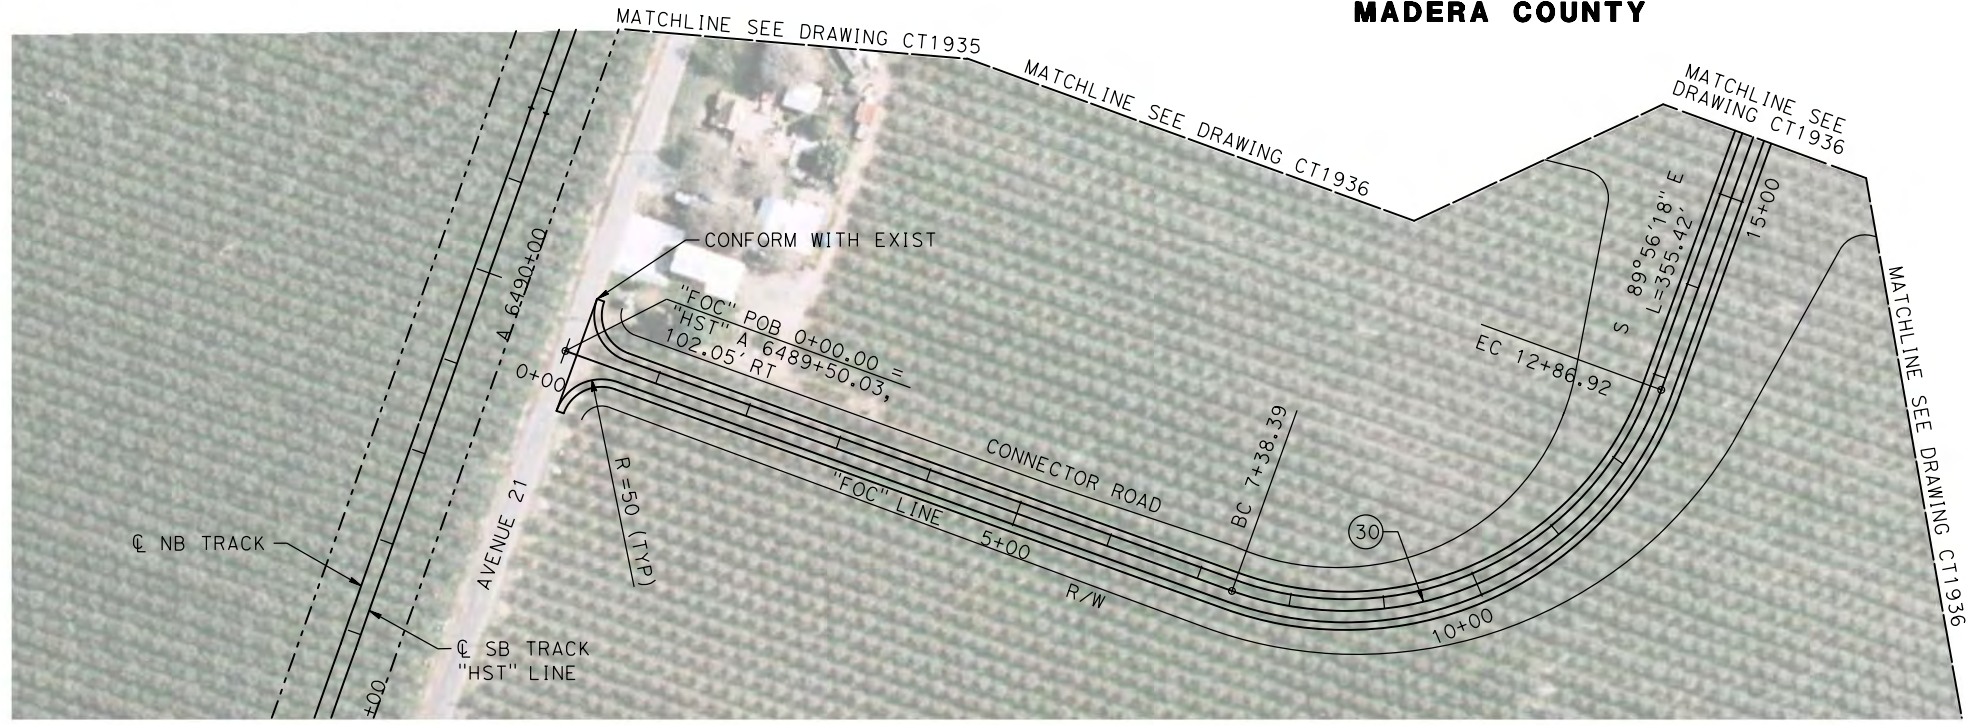 MADERA COUNTY
MATCHLINE SEE DRAWING CT1935
MATCHLINE SEE DRAWING CT1936
MATCHLINE SEE
DRAWING CT1936
MATCHLINE SEE DRAWING CT1936
15+00
S 89°56'18" E
L=355.42'
A 6490+00
CONFORM WITH EXIST
"FOC" POB 0+00.00 =
"HST" A 6489+50.03,
102.05' RT
0+00
EC 12+86.92
BC 7+38.39
CONNECTOR ROAD
"FOC" LINE
5+00
R=50 (TYP)
AVENUE 21
30
10+00
R/W
℄ NB TRACK
℄ SB TRACK
"HST" LINE
+00